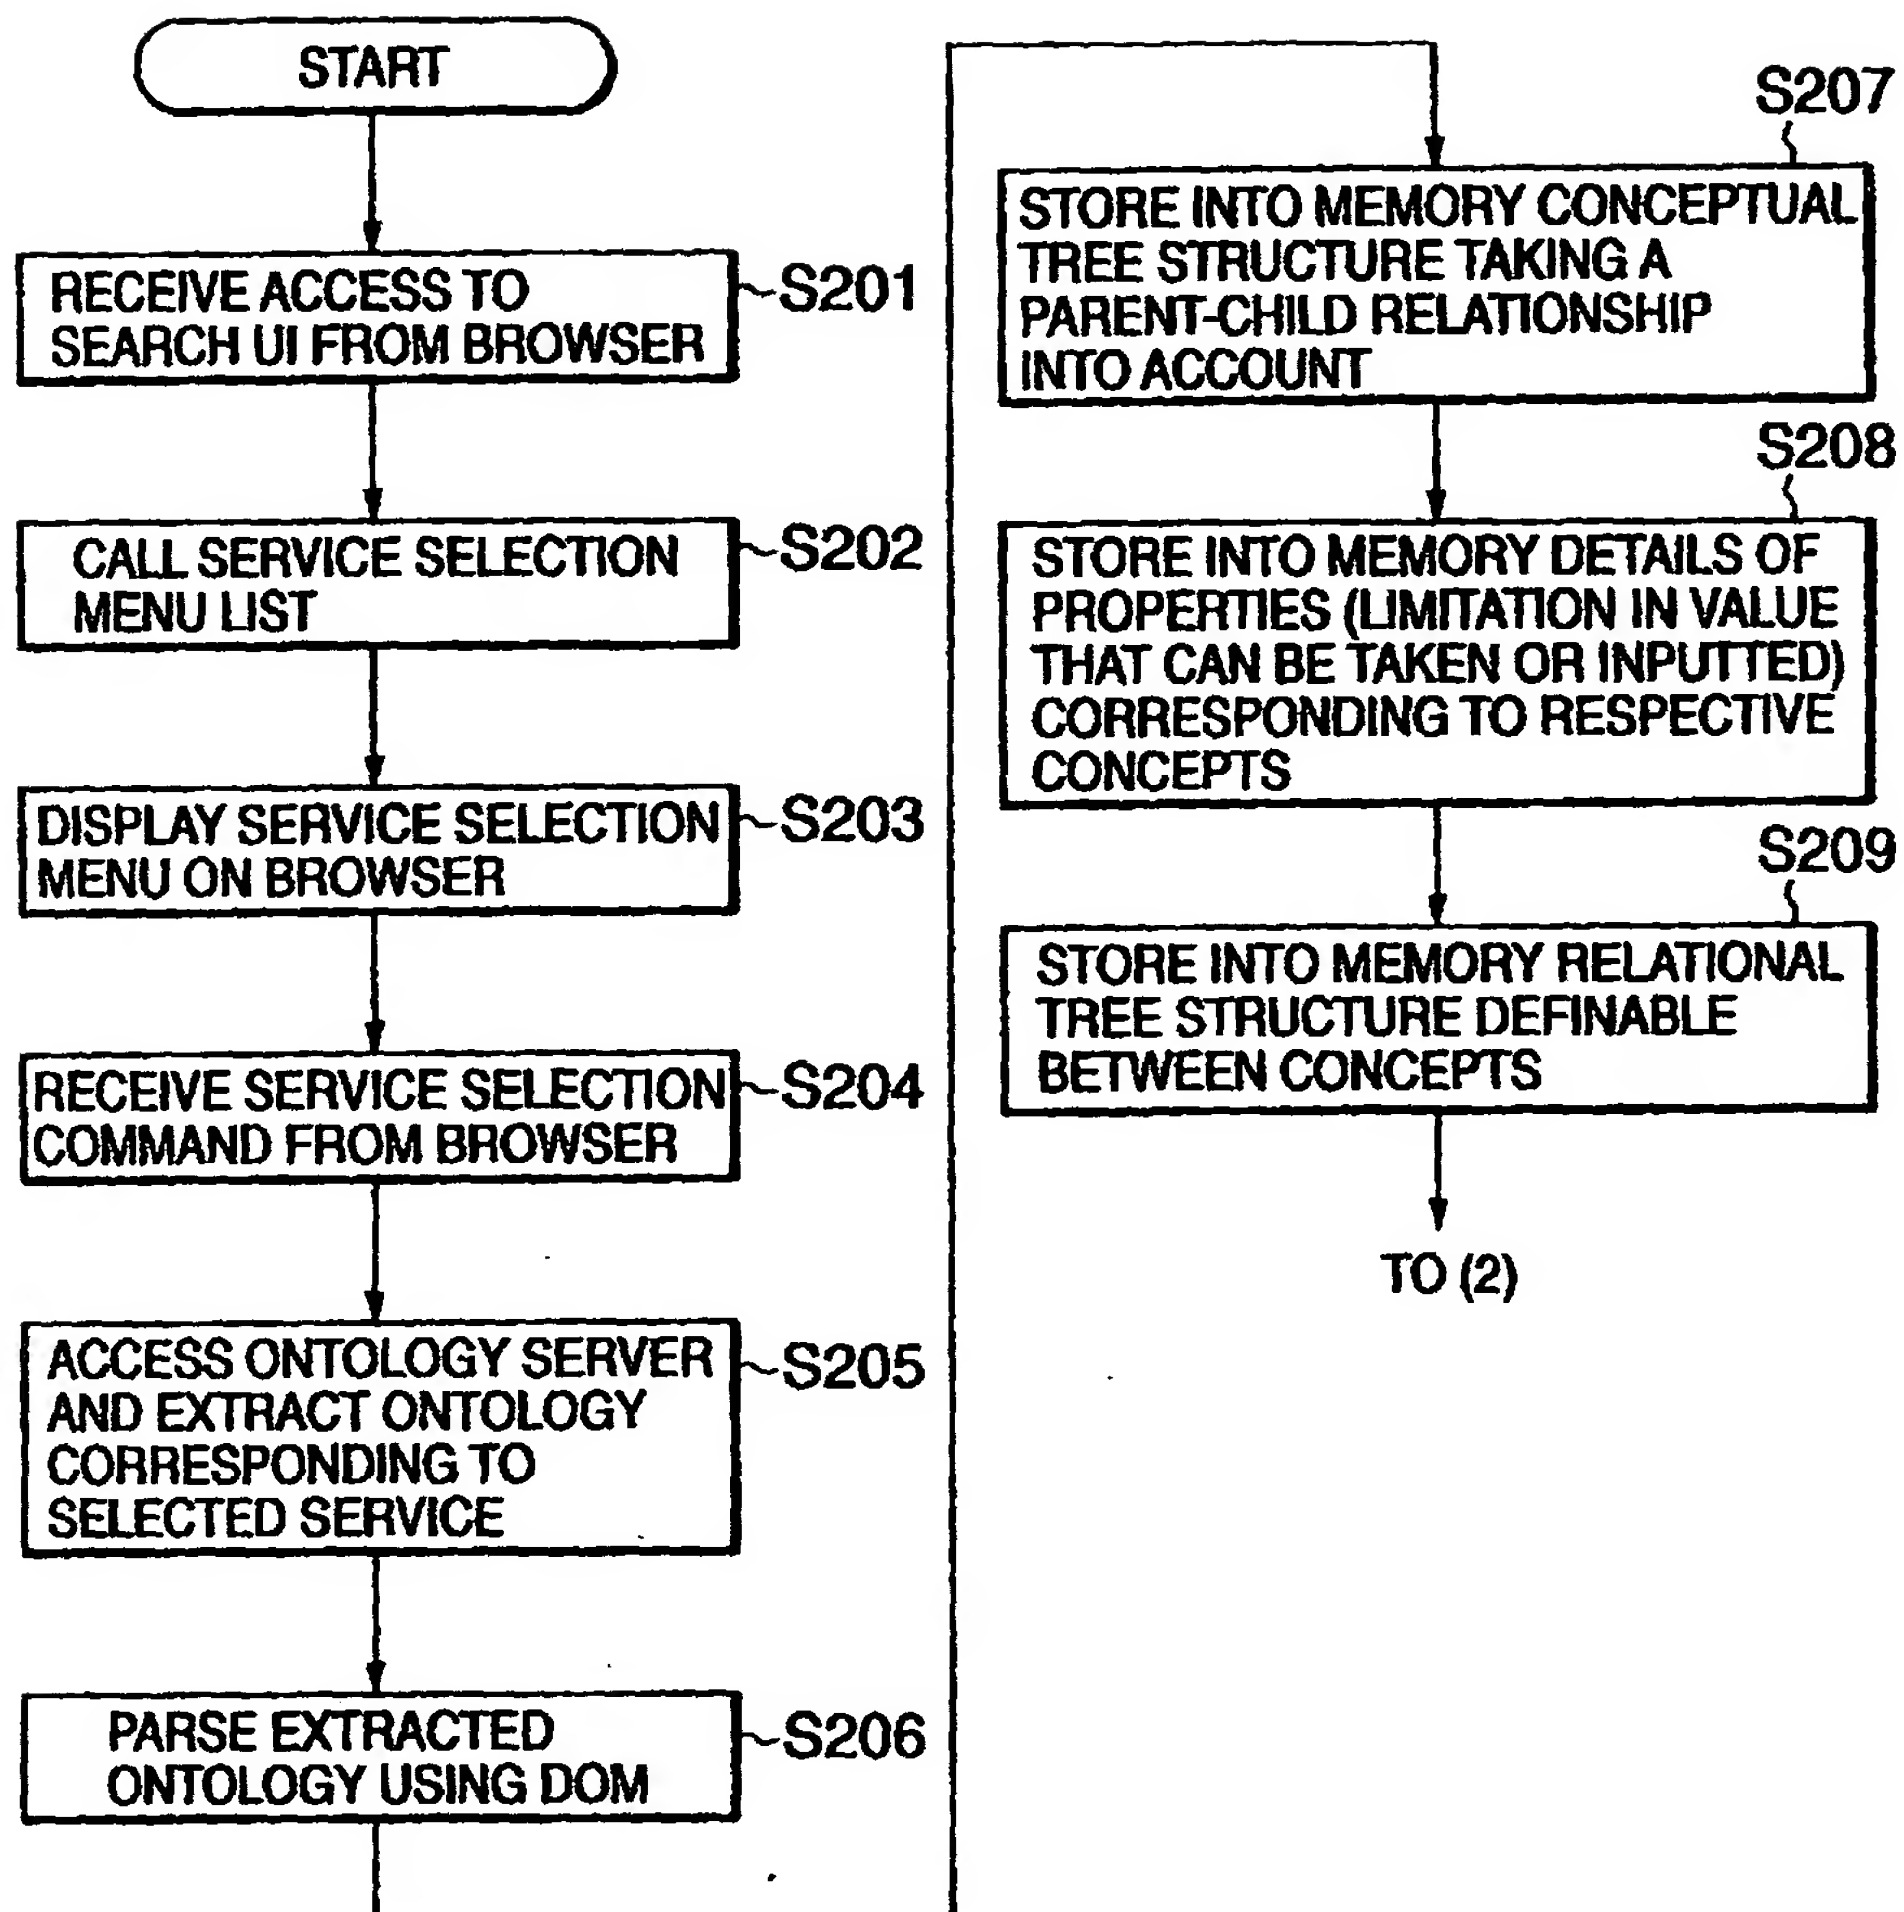 START
RECEIVE ACCESS TO
SEARCH UI FROM BROWSER
S201
CALL SERVICE SELECTION
MENU LIST
S202
DISPLAY SERVICE SELECTION
MENU ON BROWSER
S203
RECEIVE SERVICE SELECTION
COMMAND FROM BROWSER
S204
ACCESS ONTOLOGY SERVER
AND EXTRACT ONTOLOGY
CORRESPONDING TO
SELECTED SERVICE
S205
PARSE EXTRACTED
ONTOLOGY USING DOM
S206
S207
STORE INTO MEMORY CONCEPTUAL
TREE STRUCTURE TAKING A
PARENT-CHILD RELATIONSHIP
INTO ACCOUNT
S208
STORE INTO MEMORY DETAILS OF
PROPERTIES (LIMITATION IN VALUE
THAT CAN BE TAKEN OR INPUTTED)
CORRESPONDING TO RESPECTIVE
CONCEPTS
S209
STORE INTO MEMORY RELATIONAL
TREE STRUCTURE DEFINABLE
BETWEEN CONCEPTS
TO (2)